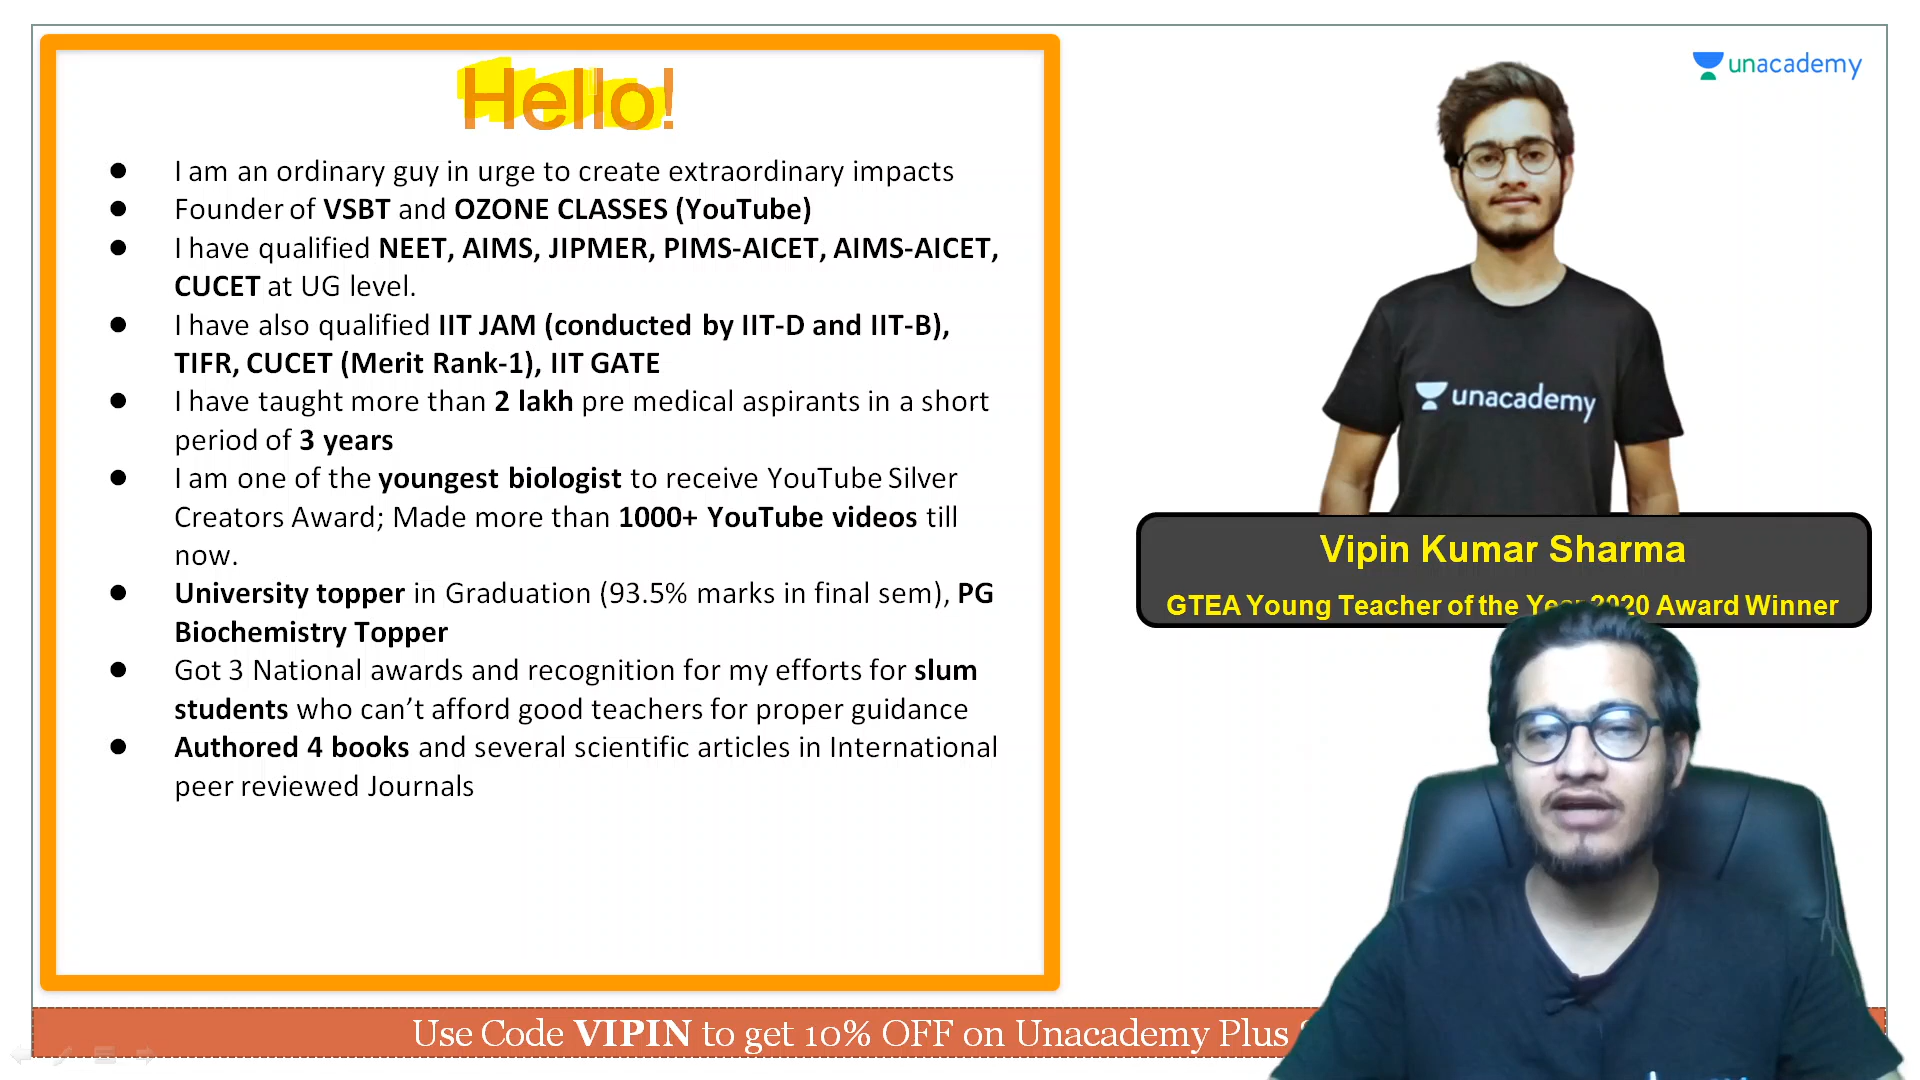 Hello!
● I am an ordinary guy in urge to create extraordinary impacts
● Founder of VSBT and OZONE CLASSES (YouTube)
● I have qualified NEET, AIMS, JIPMER, PIMS-AICET, AIMS-AICET,
CUCET at UG level.
● I have also qualified IIT JAM (conducted by IIT-D and IIT-B),
TIFR, CUCET (Merit Rank-1), IIT GATE
● I have taught more than 2 lakh pre medical aspirants in a short
period of 3 years
● I am one of the youngest biologist to receive YouTube Silver
Creators Award; Made more than 1000+ YouTube videos till
now.
● University topper in Graduation (93.5% marks in final sem), PG
Biochemistry Topper
● Got 3 National awards and recognition for my efforts for slum
students who can’t afford good teachers for proper guidance
● Authored 4 books and several scientific articles in International
peer reviewed Journals
unacademy
unacademy
Vipin Kumar Sharma
GTEA Young Teacher of the Year 2020 Award Winner
Use Code VIPIN to get 10% OFF on Unacademy Plus